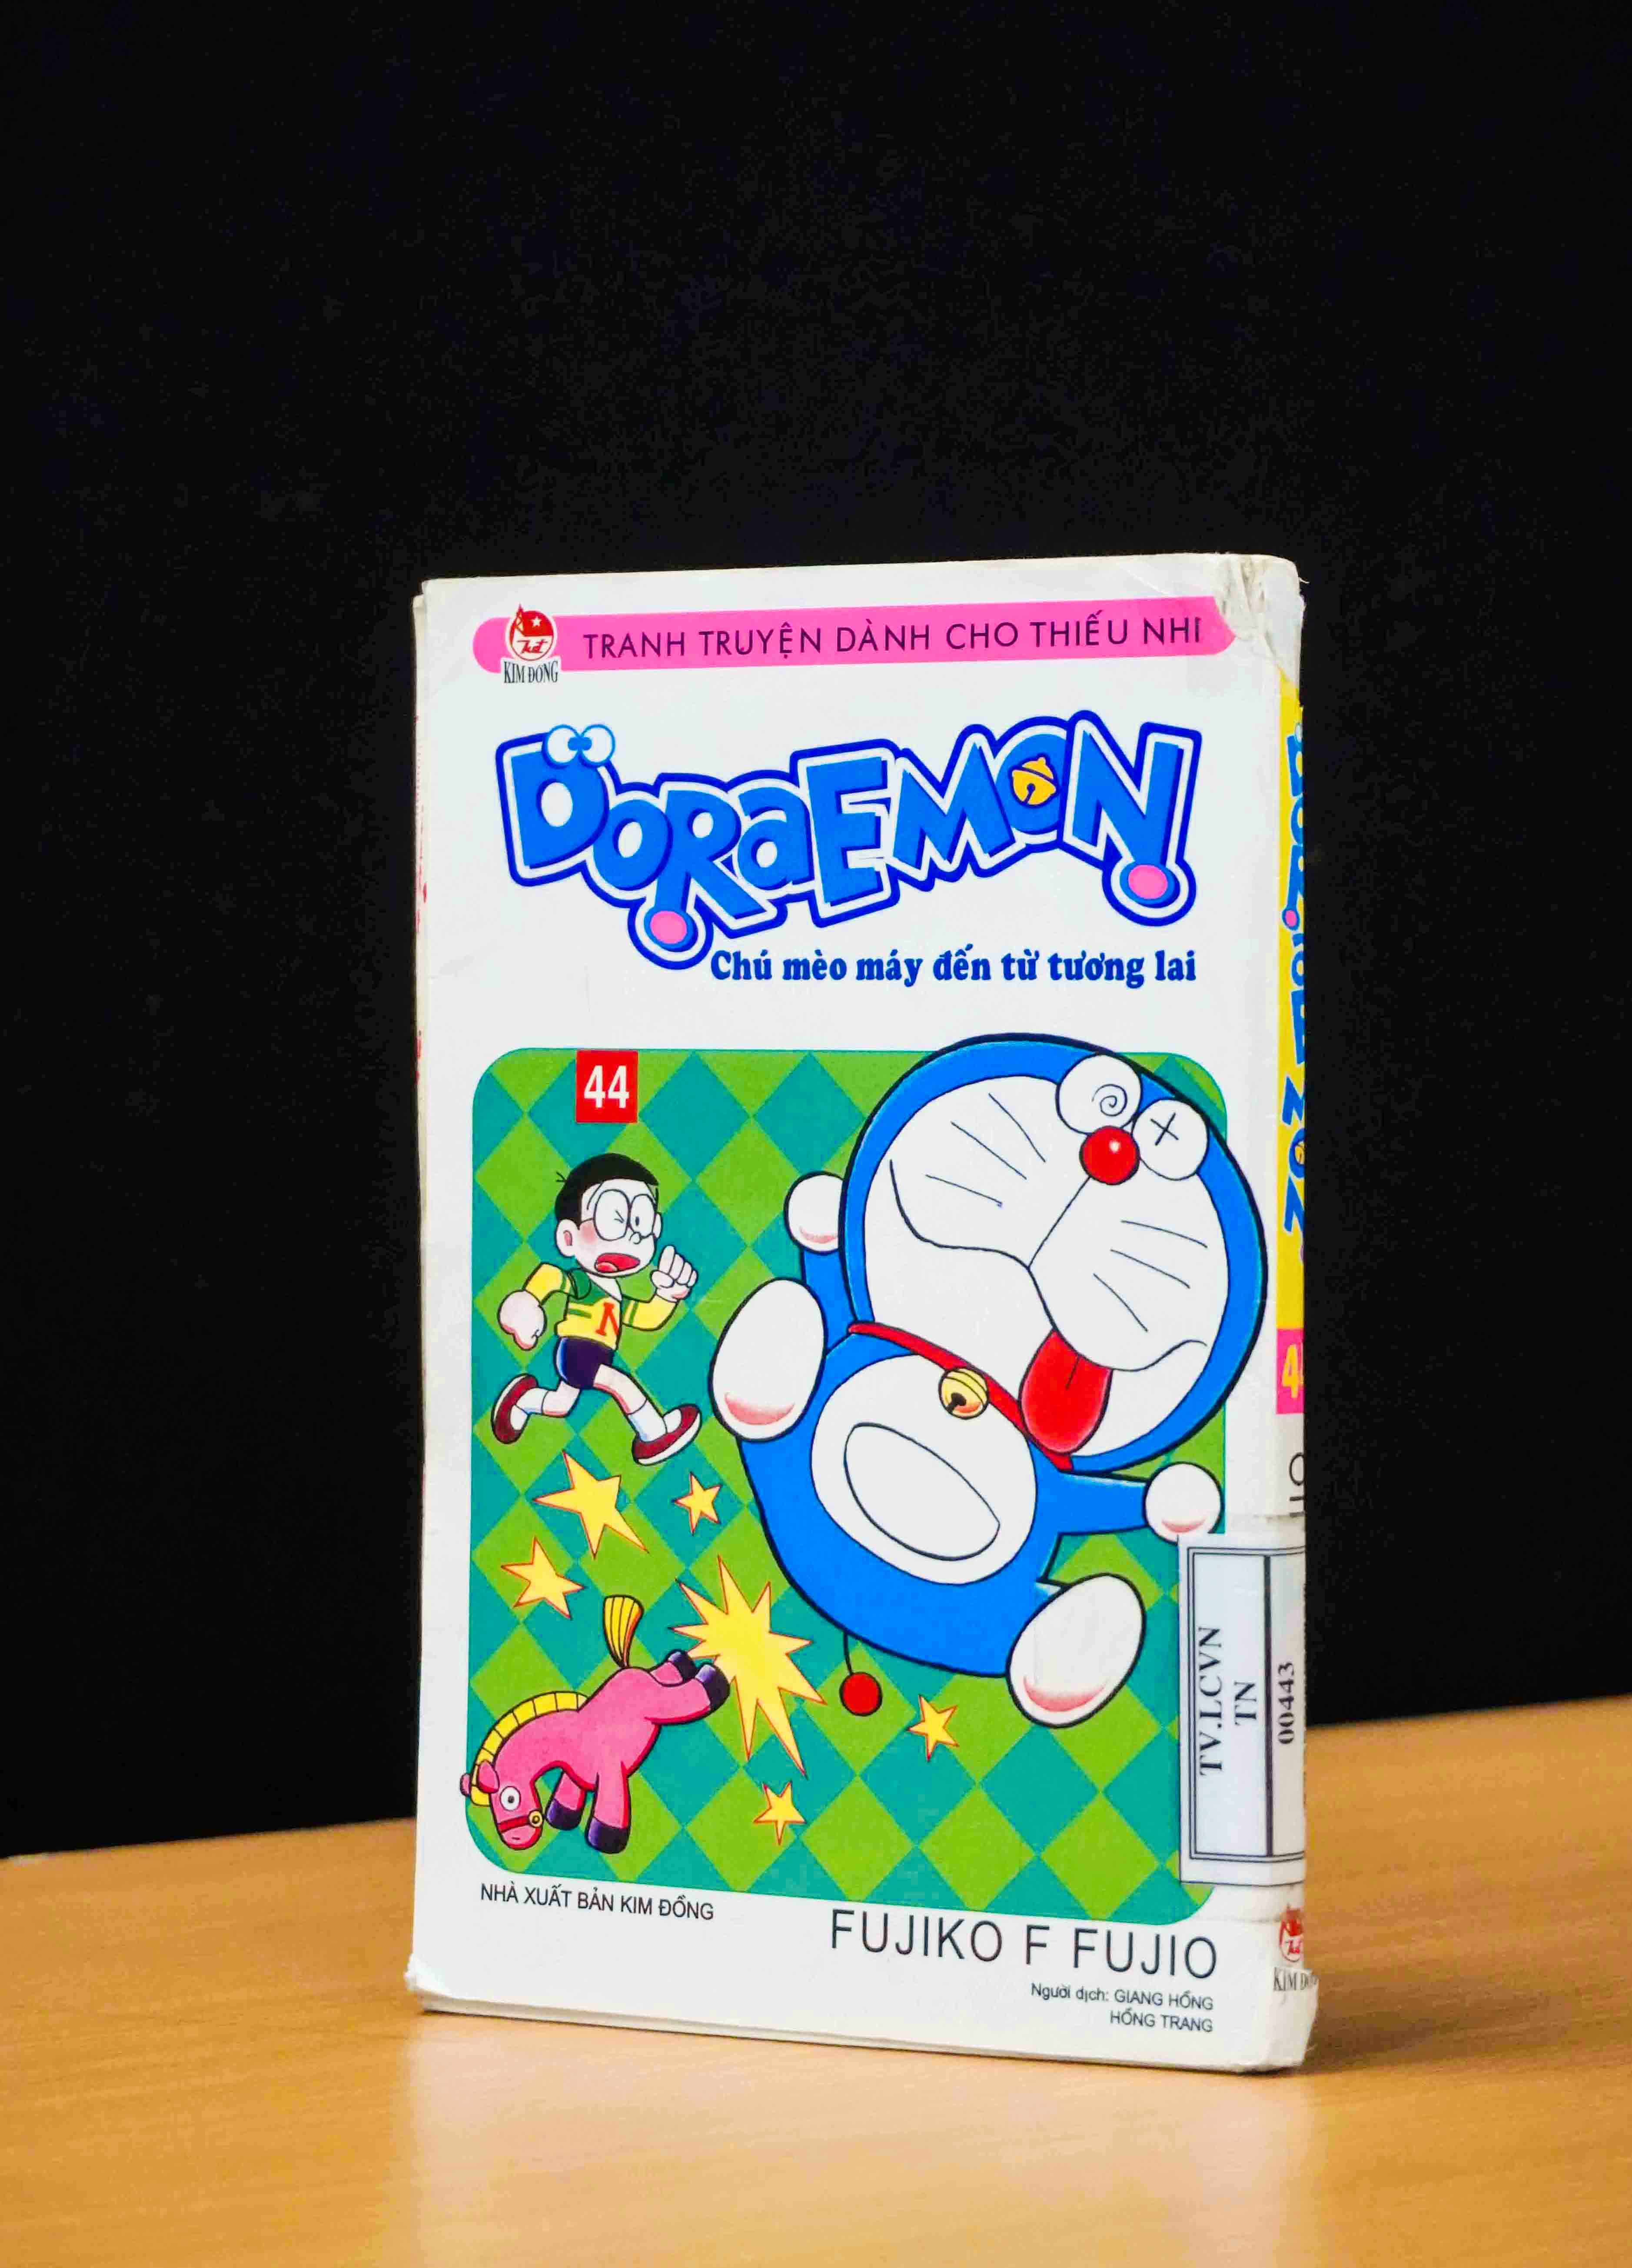 TRANH TRUYỆN DÀNH CHO THIẾU NHI
KIM ĐỒNG
DORAEMON
Chú mèo máy đến từ tương lai
44
N
NHÀ XUẤT BẢN KIM ĐỒNG
FUJIKO F FUJIO
Người dịch: GIANG HỒNG
HỒNG TRANG
DORAEMON
TV.LCVN
TN
00443